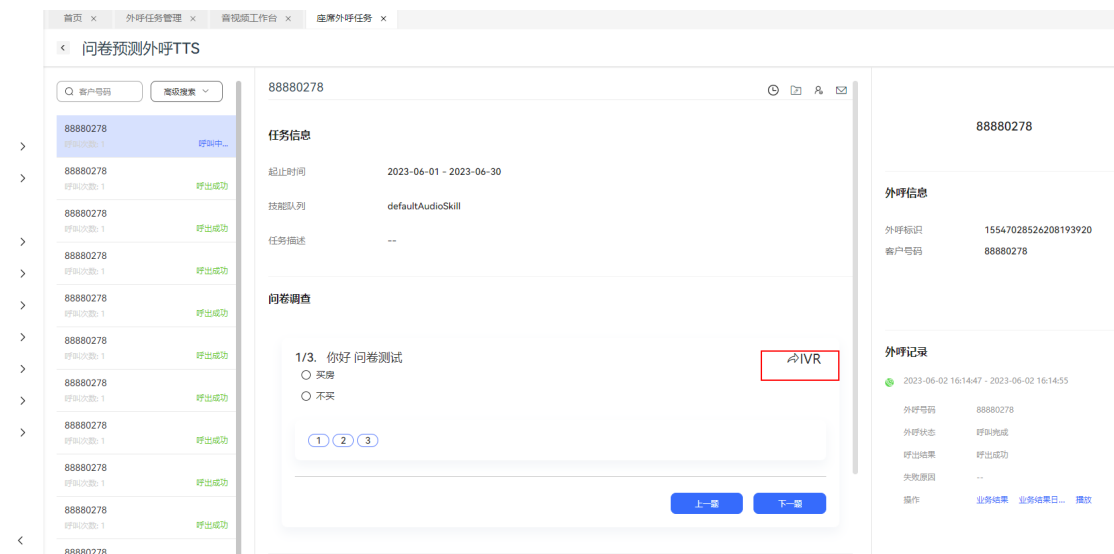 首页 × 外呼任务管理 × 音视频工作台 × 座席外呼任务 ×
问卷预测外呼TTS
客户号码 高级搜索
88880278
呼叫次数: 1 呼叫中...
88880278
呼叫次数: 1 呼出成功
88880278
呼叫次数: 1 呼出成功
88880278
呼叫次数: 1 呼出成功
88880278
呼叫次数: 1 呼出成功
88880278
呼叫次数: 1 呼出成功
88880278
呼叫次数: 1 呼出成功
88880278
呼叫次数: 1 呼出成功
88880278
呼叫次数: 1 呼出成功
88880278
呼叫次数: 1 呼出成功
88880278
88880278
任务信息
起止时间 2023-06-01 - 2023-06-30
技能队列 defaultAudioSkill
任务描述 --
问卷调查
1/3. 你好 问卷测试 IVR
买房
不买
1 2 3
上一题 下一题
88880278
外呼信息
外呼标识 15547028526208193920
客户号码 88880278
外呼记录
2023-06-02 16:14:47 - 2023-06-02 16:14:55
外呼号码 88880278
外呼状态 呼叫完成
呼出结果 呼出成功
失败原因 --
操作 业务结果 业务结果日... 播放